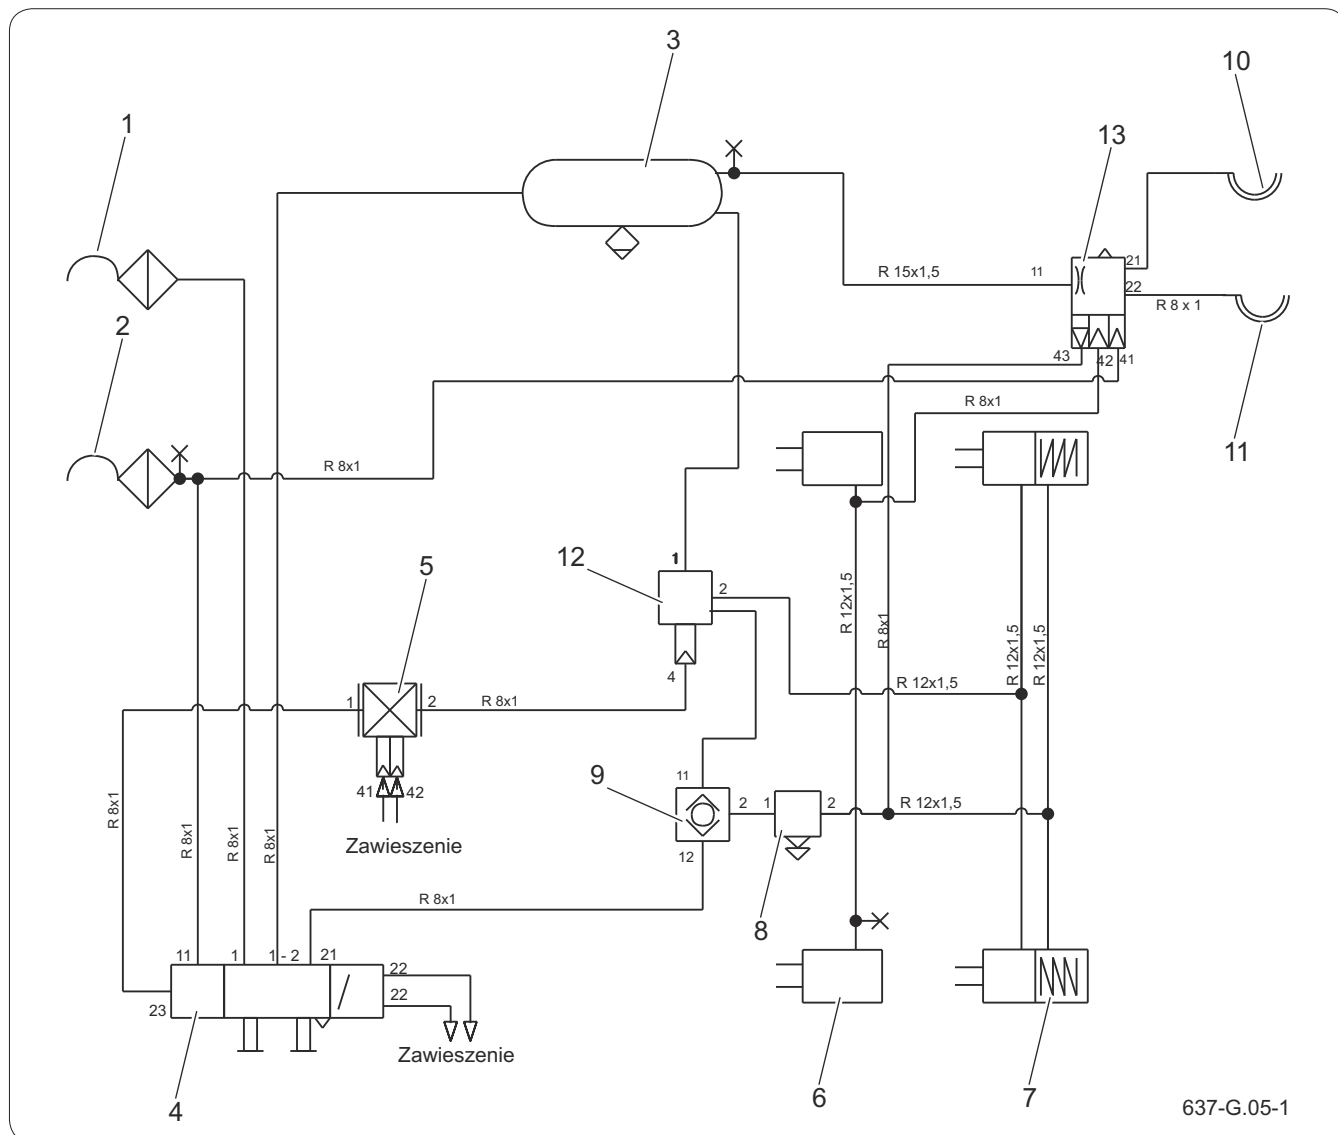 3
10
1
13
R 15x1,5
11
21
22
R 8 x 1
2
43
42
41
R 8x1
11
R 8x1
12
1
2
5
4
R 12x1,5
R 8x1
R 12x1,5
R 12x1,5
R 12x1,5
1
2
R 8x1
41
42
Zawieszenie
9
11
2
1
2
R 12x1,5
12
8
R 8x1
R 8x1
R 8x1
R 8x1
R 8x1
11
1
1 - 2
21
22
22
23
Zawieszenie
4
6
7
637-G.05-1